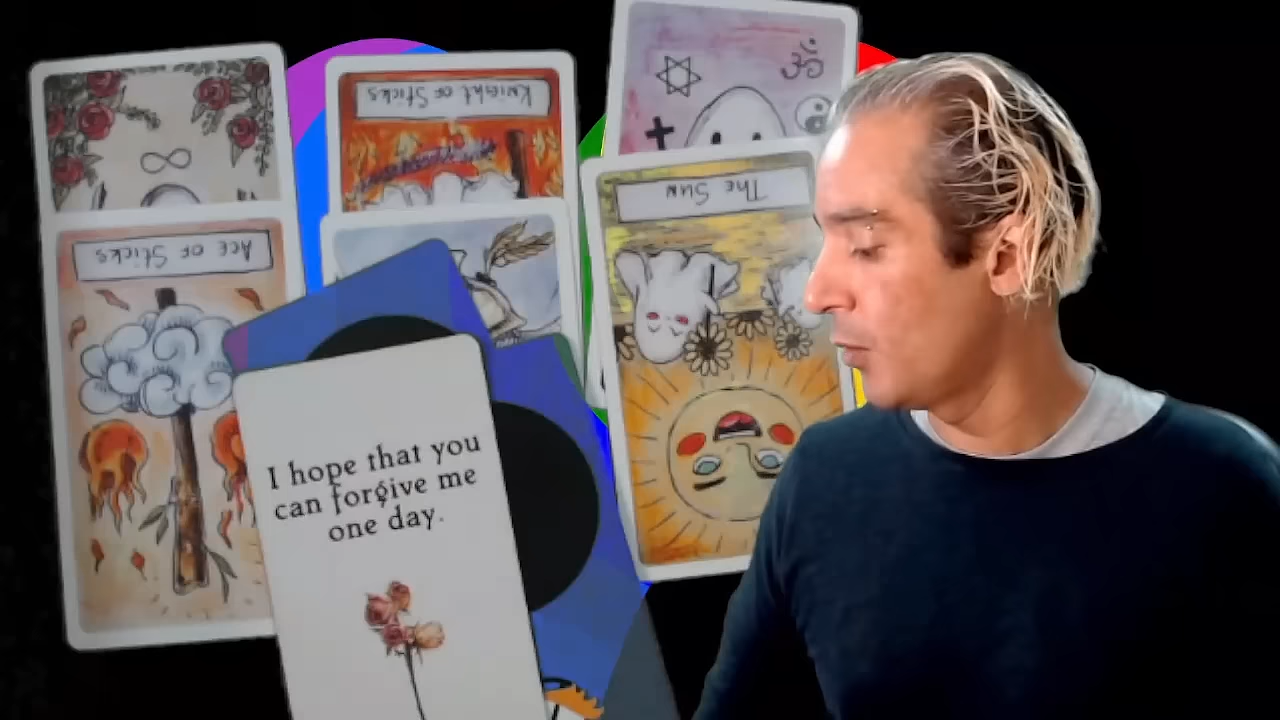 Knight of Sticks
ॐ
The Sun
Ace of Sticks
I hope that you
can forgive me
one day.